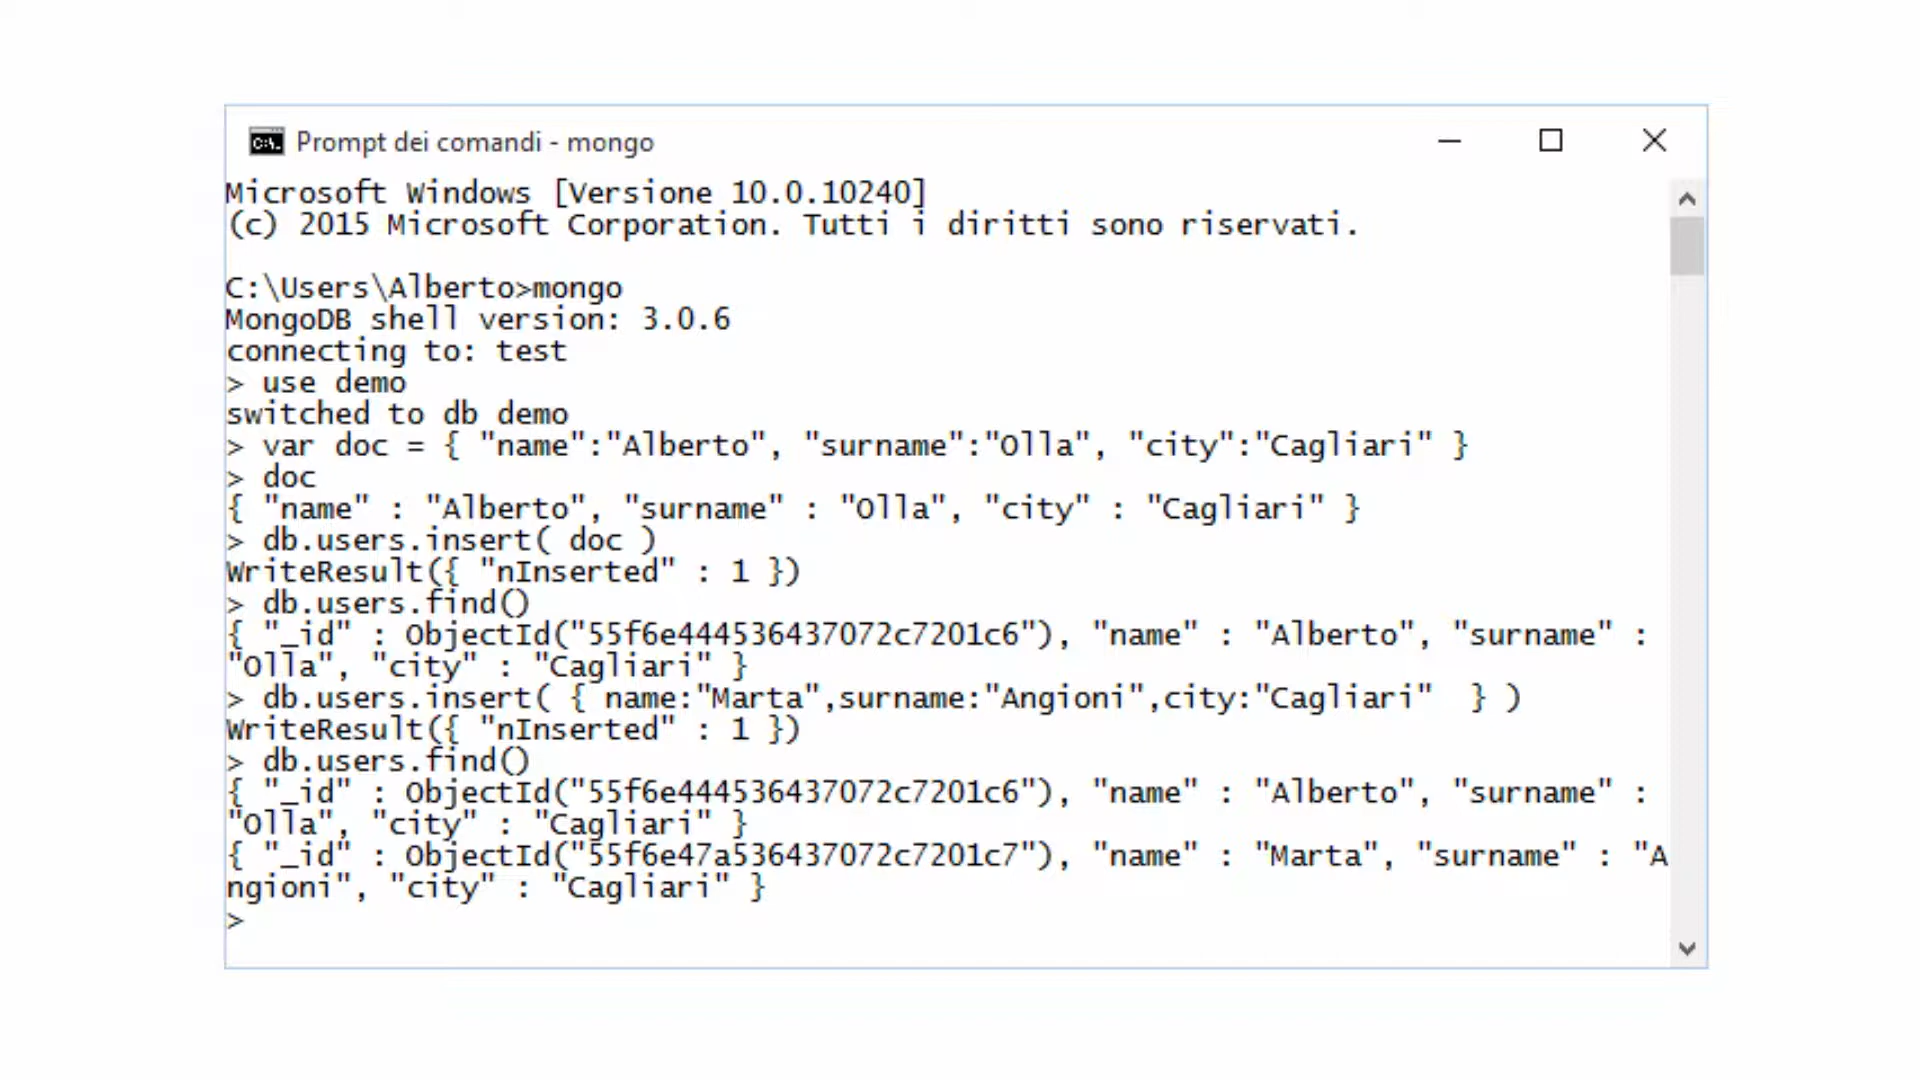 Prompt dei comandi - mongo
Microsoft Windows [Versione 10.0.10240]
(c) 2015 Microsoft Corporation. Tutti i diritti sono riservati.
C:\Users\Alberto>mongo
MongoDB shell version: 3.0.6
connecting to: test
> use demo
switched to db demo
> var doc = { "name":"Alberto", "surname":"Olla", "city":"Cagliari" }
> doc
{ "name" : "Alberto", "surname" : "Olla", "city" : "Cagliari" }
> db.users.insert( doc )
WriteResult({ "nInserted" : 1 })
> db.users.find()
{ "_id" : ObjectId("55f6e444536437072c7201c6"), "name" : "Alberto", "surname" :
"Olla", "city" : "Cagliari" }
> db.users.insert( { name:"Marta",surname:"Angioni",city:"Cagliari"  } )
WriteResult({ "nInserted" : 1 })
> db.users.find()
{ "_id" : ObjectId("55f6e444536437072c7201c6"), "name" : "Alberto", "surname" :
"Olla", "city" : "Cagliari" }
{ "_id" : ObjectId("55f6e47a536437072c7201c7"), "name" : "Marta", "surname" : "A
ngioni", "city" : "Cagliari" }
>